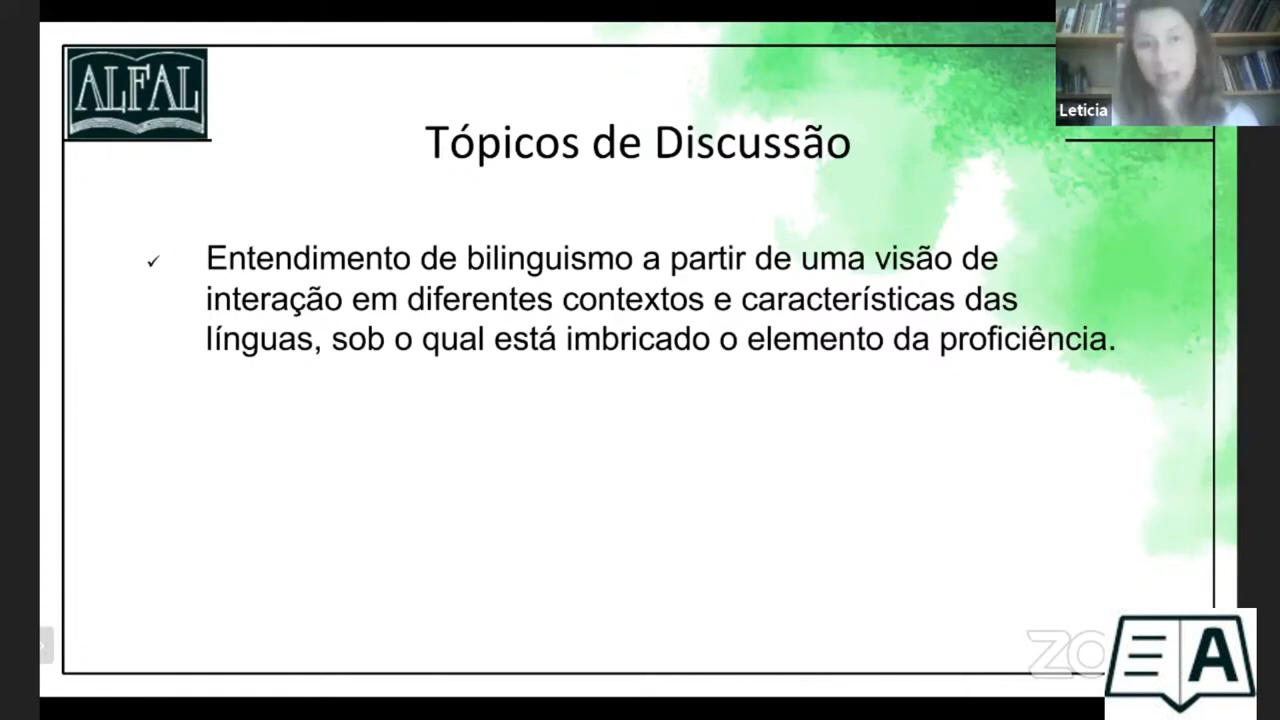 ALFAL
Leticia
Tópicos de Discussão
✓ Entendimento de bilinguismo a partir de uma visão de
interação em diferentes contextos e características das
línguas, sob o qual está imbricado o elemento da proficiência.
A